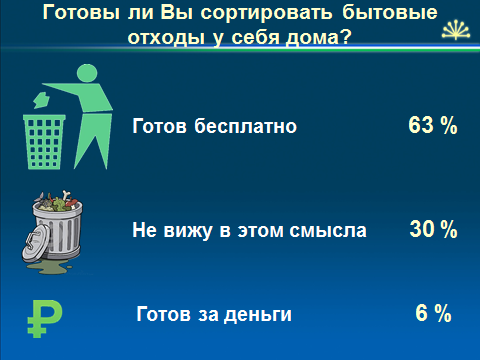 Готовы ли Вы сортировать бытовые
отходы у себя дома?
Готов бесплатно 63 %
Не вижу в этом смысла 30 %
Готов за деньги 6 %